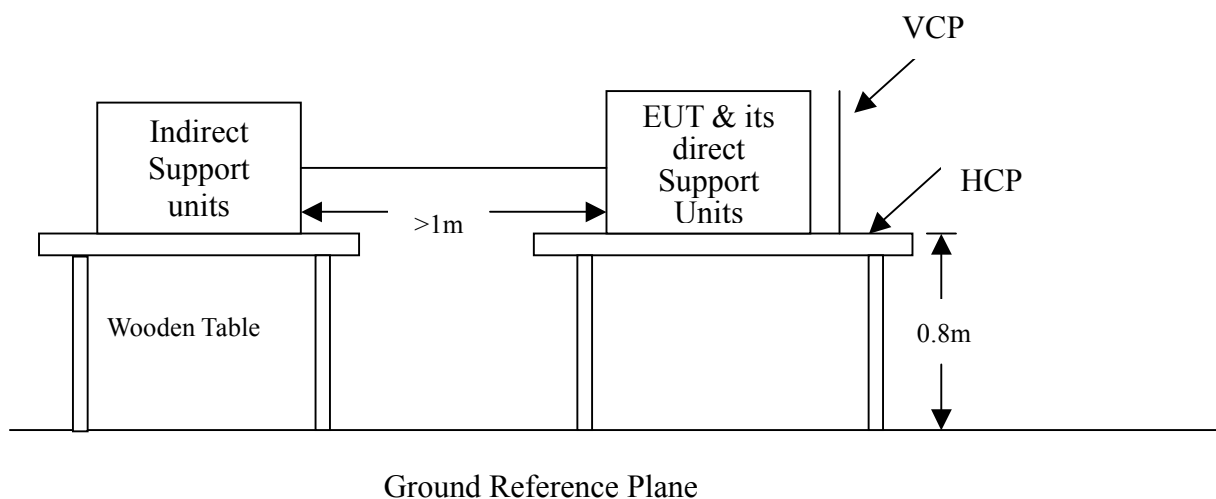 VCP
Indirect
Support
units
EUT & its
direct
Support
Units
HCP
>1m
Wooden Table
0.8m
Ground Reference Plane